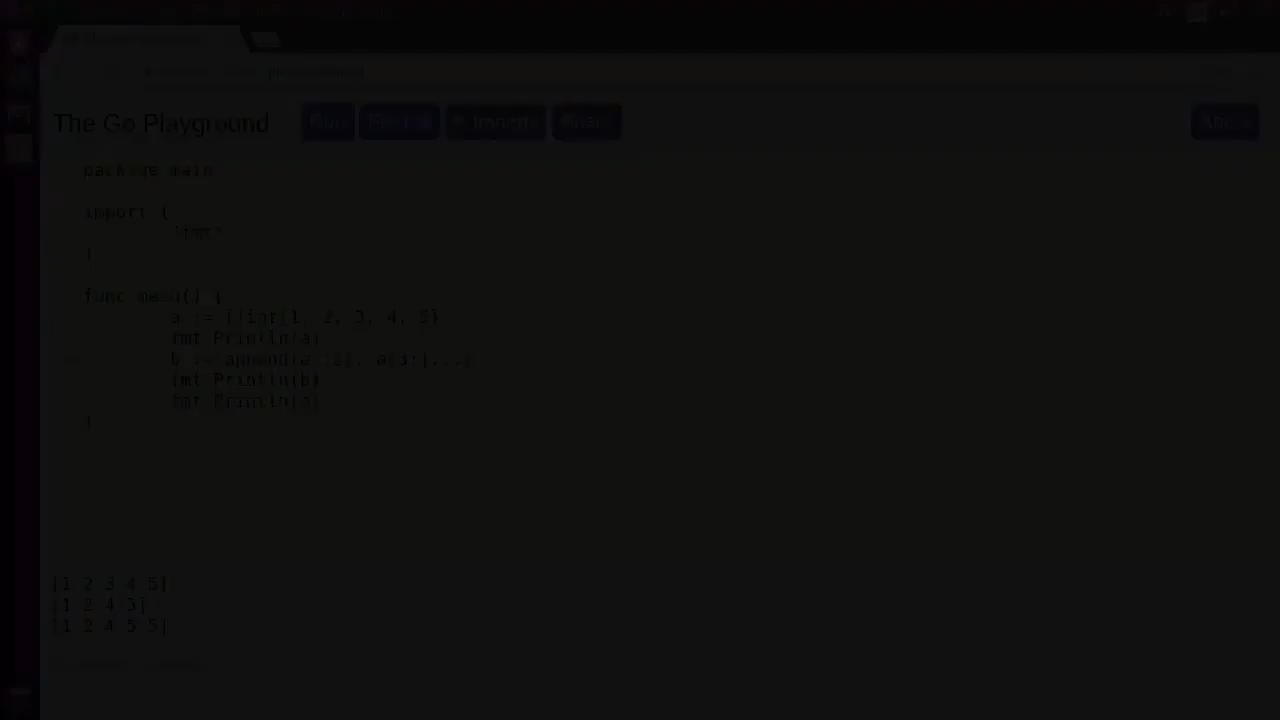 The Go Playground Run Format Imports Share About
package main
import (
"fmt"
)
func main() {
a := []int{1, 2, 3, 4, 5}
fmt.Println(a)
b := append(a[:2], a[3:]...)
fmt.Println(b)
fmt.Println(a)
}
[1 2 3 4 5]
[1 2 4 5]
[1 2 4 5 5]